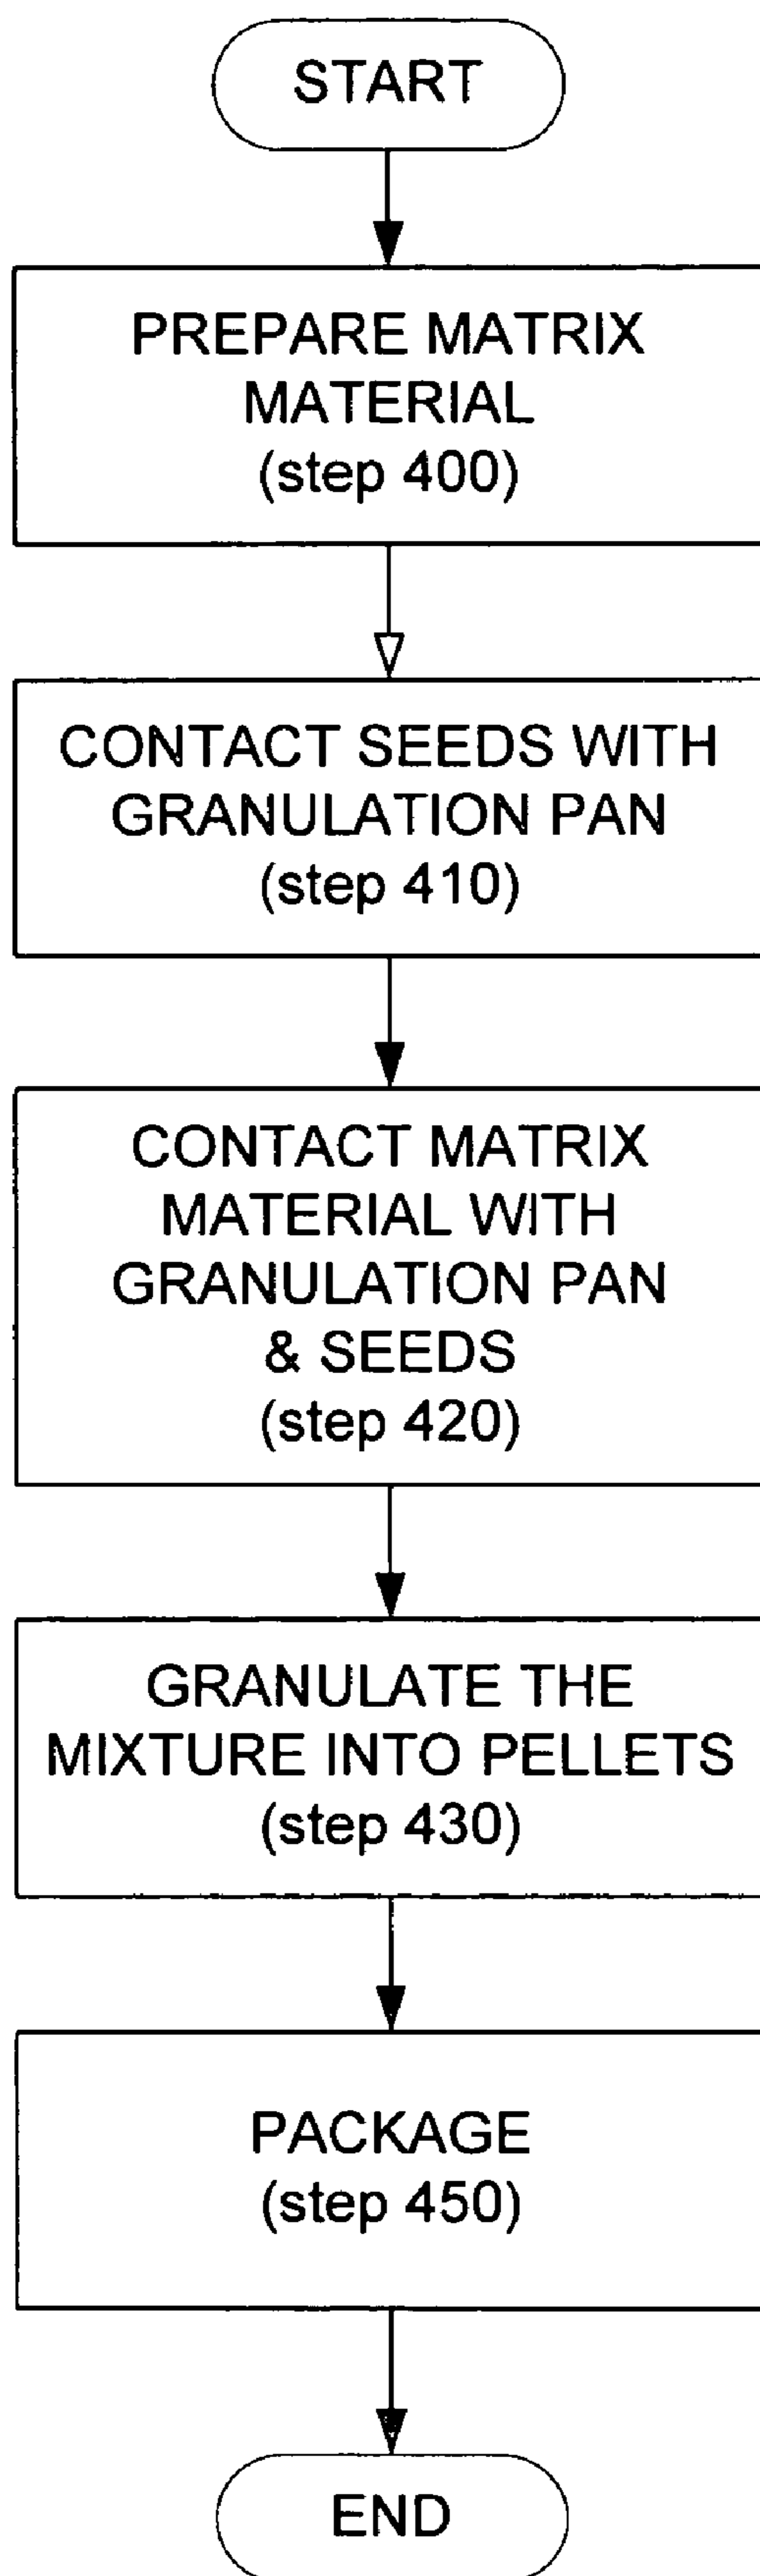 START
PREPARE MATRIX
MATERIAL
(step 400)
CONTACT SEEDS WITH
GRANULATION PAN
(step 410)
CONTACT MATRIX
MATERIAL WITH
GRANULATION PAN
& SEEDS
(step 420)
GRANULATE THE
MIXTURE INTO PELLETS
(step 430)
PACKAGE
(step 450)
END